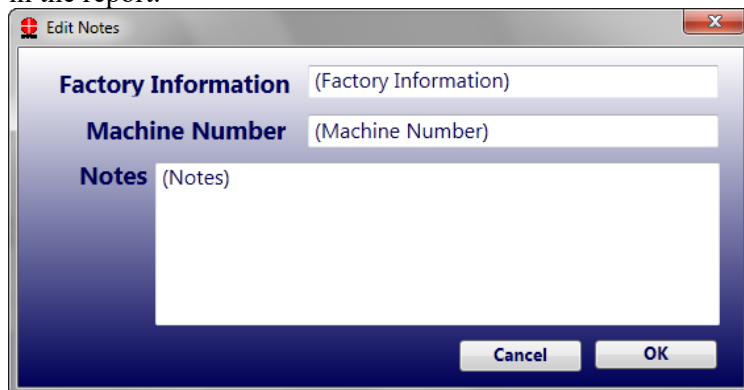 in the report.
Edit Notes
Factory Information (Factory Information)
Machine Number (Machine Number)
Notes (Notes)
Cancel OK